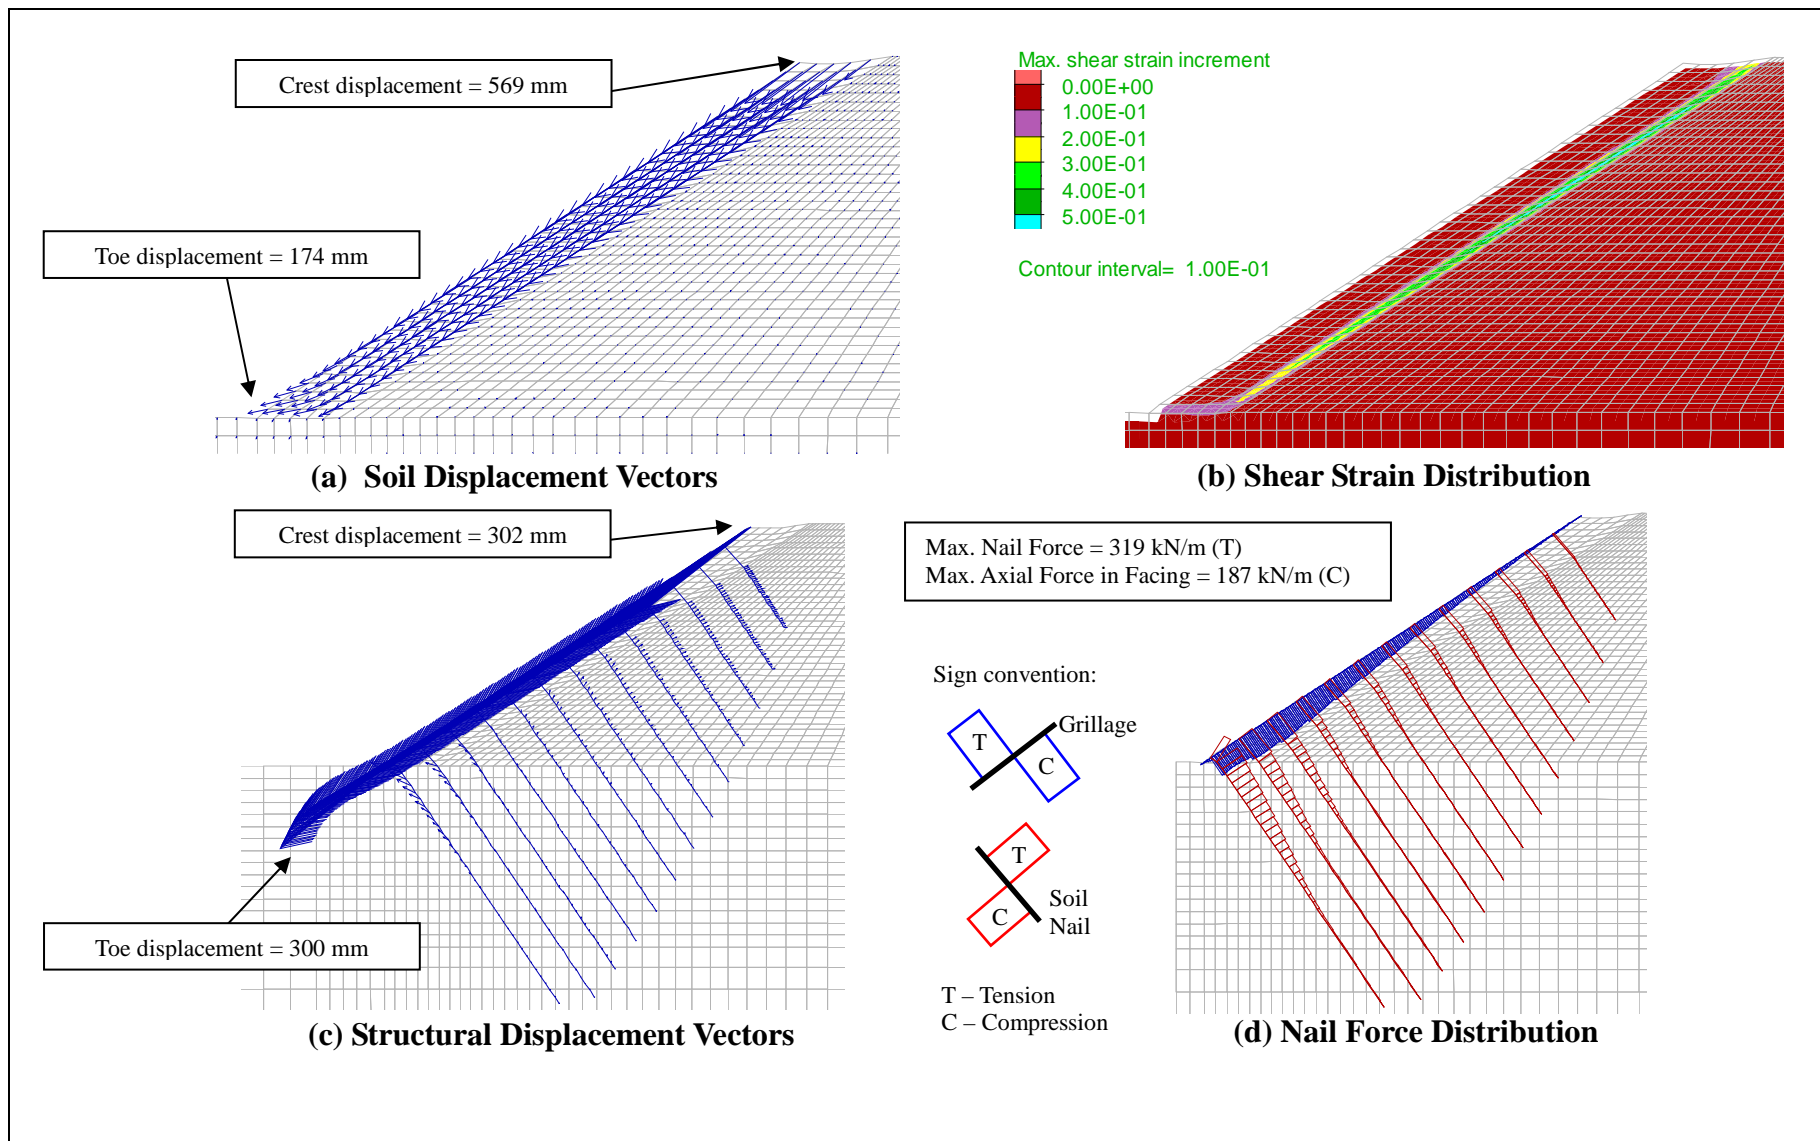 Crest displacement = 569 mm
Toe displacement = 174 mm
(a) Soil Displacement Vectors
Max. shear strain increment
0.00E+00
1.00E-01
2.00E-01
3.00E-01
4.00E-01
5.00E-01
Contour interval= 1.00E-01
(b) Shear Strain Distribution
Crest displacement = 302 mm
Toe displacement = 300 mm
(c) Structural Displacement Vectors
Max. Nail Force = 319 kN/m (T)
Max. Axial Force in Facing = 187 kN/m (C)
Sign convention:
Grillage
T
C
T
C
Soil
Nail
T – Tension
C – Compression
(d) Nail Force Distribution